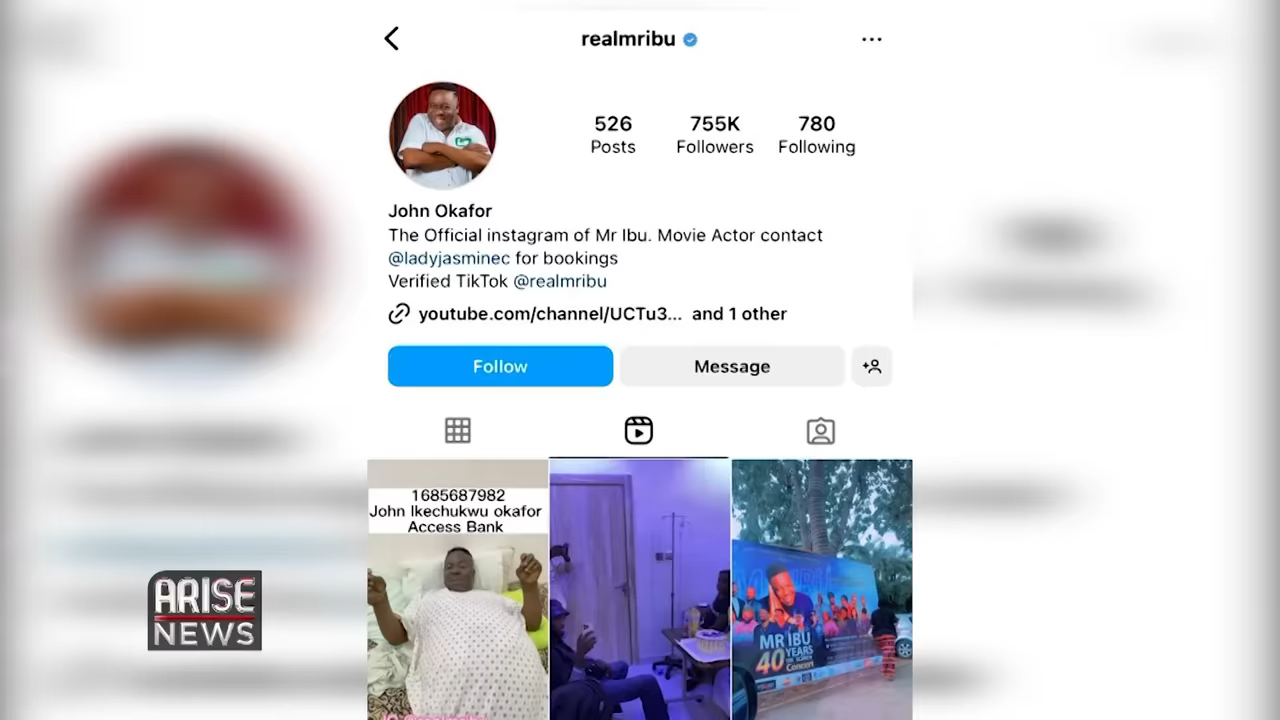 realmribu
526
755K
780
Posts
Followers
Following
John Okafor
The Official instagram of Mr Ibu. Movie Actor contact
@ladyjasminec for bookings
Verified TikTok @realmribu
youtube.com/channel/UCTu3... and 1 other
Follow
Message
1685687982
John Ikechukwu okafor
Access Bank
MR IBU
40
YEARS
Concert
ARISE
NEWS